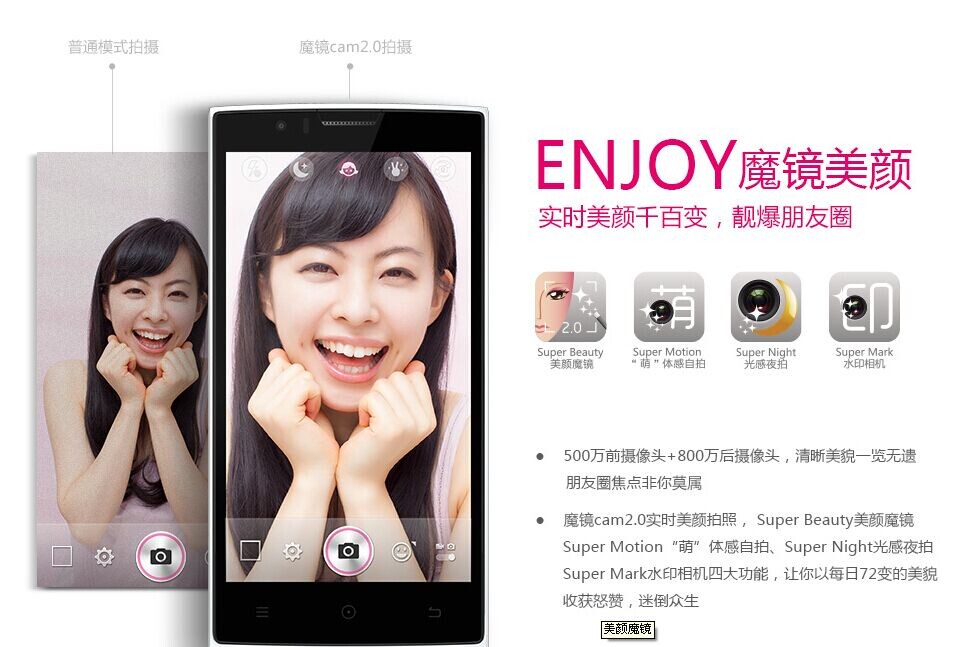 普通模式拍摄
魔镜cam2.0拍摄
ENJOY魔镜美颜
实时美颜千百变，靓爆朋友圈
2.0
萌
印
Super Beauty
美颜魔镜
Super Motion
“萌”体感自拍
Super Night
光感夜拍
Super Mark
水印相机
● 500万前摄像头+800万后摄像头，清晰美貌一览无遗
朋友圈焦点非你莫属
● 魔镜cam2.0实时美颜拍照， Super Beauty美颜魔镜
Super Motion“萌”体感自拍、Super Night光感夜拍
Super Mark水印相机四大功能，让你以每日72变的美貌
收获怒赞，迷倒众生
美颜魔镜